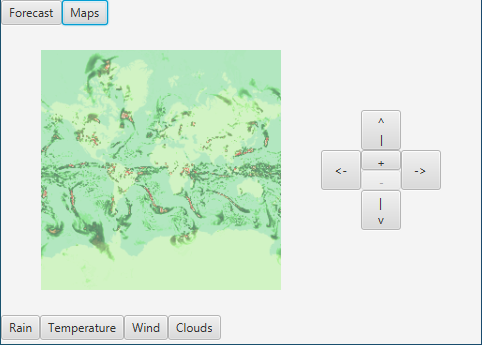 Forecast Maps
^
|
<- + ->
-
|
v
Rain Temperature Wind Clouds